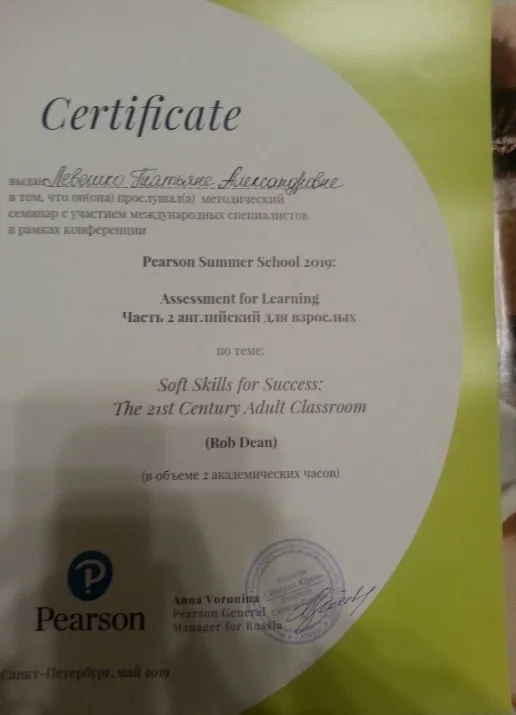 Certificate
выдан Левешко Татьяне Александровне
в том, что он(она) прослушал(а) методический
семинар с участием международных специалистов
в рамках конференции
Pearson Summer School 2019:
Assessment for Learning
Часть 2 английский для взрослых
по теме:
Soft Skills for Success:
The 21st Century Adult Classroom
(Rob Dean)
(в объеме 2 академических часов)
P
Pearson
Anna Voronina
Pearson General
Manager for Russia
Санкт-Петербург, май 2019